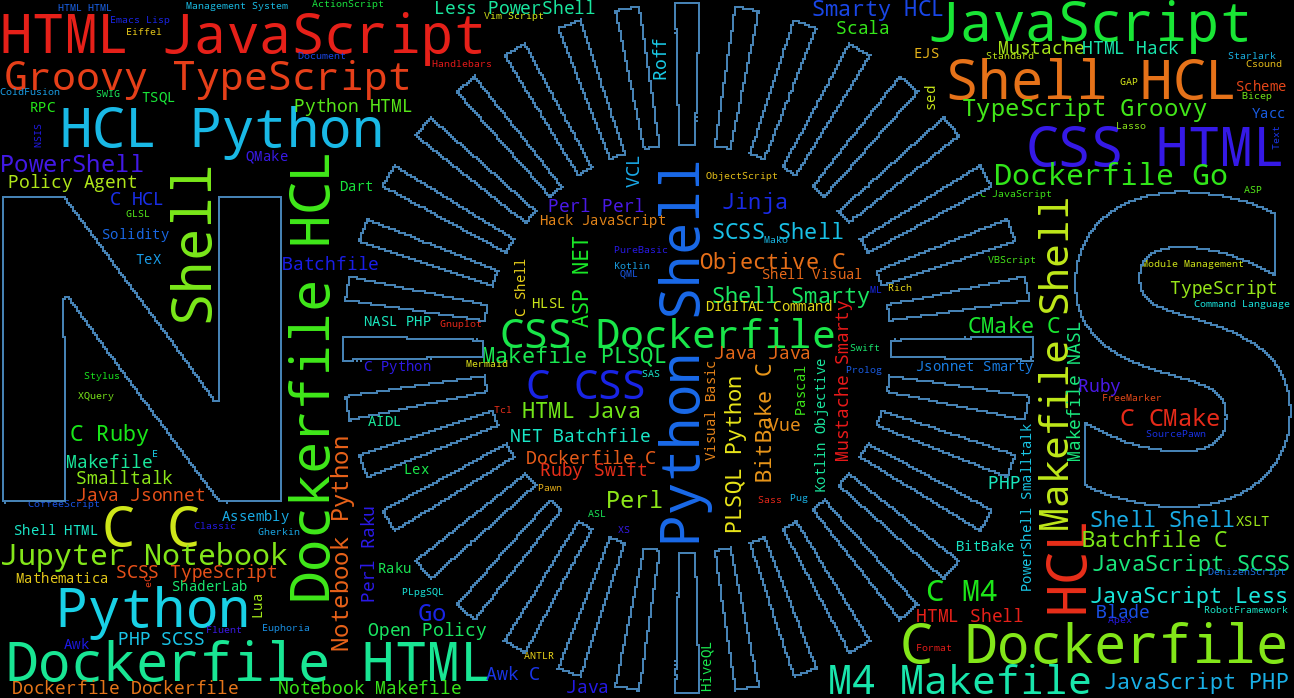 HTML HTML
Emacs Lisp
Management System
ActionScript
Less PowerShell
Vim Script
Smarty HCL
JavaScript
Eiffel
HTML JavaScript
Document
Handlebars
Roff
Scala
EJS
Mustache
HTML Hack
Standard
Starlark
Csound
Groovy TypeScript
ColdFusion
SWIG
TSQL
RPC
Python HTML
sed
Shell HCL
GAP
Scheme
Bicep
TypeScript Groovy
Yacc
Lasso
NSIS
HCL Python
CSS HTML
Text
PowerShell
QMake
Policy Agent
Dart
VCL
ObjectScript
Dockerfile Go
C JavaScript
ASP
C HCL
GLSL
Shell
Dockerfile HCL
Perl Perl
Hack JavaScript
Jinja
Solidity
SCSS Shell
Mako
TeX
Batchfile
PureBasic
Kotlin
QML
ASP NET
C Shell
Python Shell
Objective C
Shell Visual
VBScript
Module Management
TypeScript
Command Language
HLSL
Shell Smarty
ML
Rich
DIGITAL Command
NASL PHP
Gnuplot
CSS Dockerfile
CMake C
Makefile Shell
Makefile NASL
Makefile PLSQL
Java Java
Swift
C Python
Mermaid
SAS
Prolog
Jsonnet Smarty
Stylus
XQuery
C CSS
Visual Basic
PLSQL Python
BitBake C
Pascal
Kotlin Objective
Mustache Smarty
Ruby
FreeMarker
C CMake
SourcePawn
Tcl
HTML Java
AIDL
Vue
C Ruby
NET Batchfile
Makefile
E
Dockerfile C
Smalltalk
Lex
Ruby Swift
Java Jsonnet
Pawn
Perl
Sass
Pug
PHP
PowerShell Smalltalk
CoffeeScript
C C
Assembly
Classic
Gherkin
Shell HTML
ASL
XS
Shell Shell
XSLT
Notebook Python
Perl Raku
Batchfile C
BitBake
HCL
Jupyter Notebook
JavaScript SCSS
Mathematica
SCSS TypeScript
DenizenScript
Raku
ShaderLab
PLpgSQL
C M4
JavaScript Less
Python
Lua
Go
HTML Shell
Blade
RobotFramework
Apex
PHP SCSS
Fluent
Euphoria
Open Policy
Awk
C Dockerfile
Format
Dockerfile HTML
ANTLR
HiveQL
Awk C
M4 Makefile
JavaScript PHP
Dockerfile Dockerfile
Notebook Makefile
Java